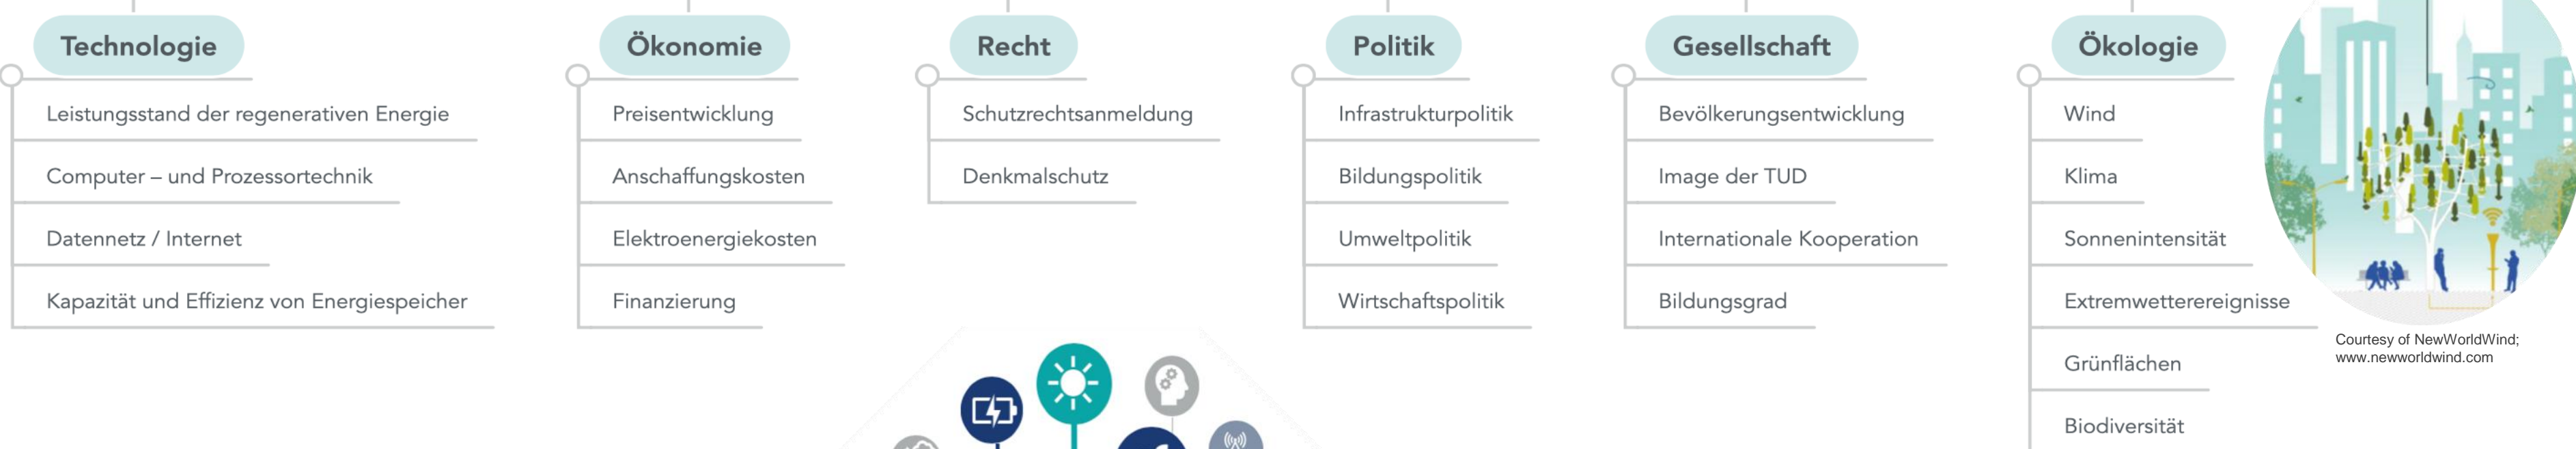 Technologie
Leistungsstand der regenerativen Energie
Computer – und Prozessortechnik
Datennetz / Internet
Kapazität und Effizienz von Energiespeicher
Ökonomie
Preisentwicklung
Anschaffungskosten
Elektroenergiekosten
Finanzierung
Recht
Schutzrechtsanmeldung
Denkmalschutz
Politik
Infrastrukturpolitik
Bildungspolitik
Umweltpolitik
Wirtschaftspolitik
Gesellschaft
Bevölkerungsentwicklung
Image der TUD
Internationale Kooperation
Bildungsgrad
Ökologie
Wind
Klima
Sonnenintensität
Extremwetterereignisse
Grünflächen
Biodiversität
Courtesy of NewWorldWind;
www.newworldwind.com